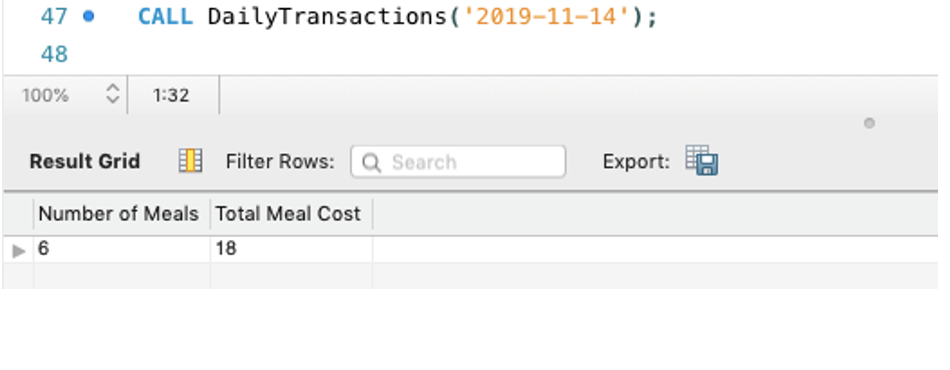 47 CALL DailyTransactions('2019-11-14');
48
100% 1:32
Result Grid Filter Rows: Search Export:
Number of Meals Total Meal Cost
6 18